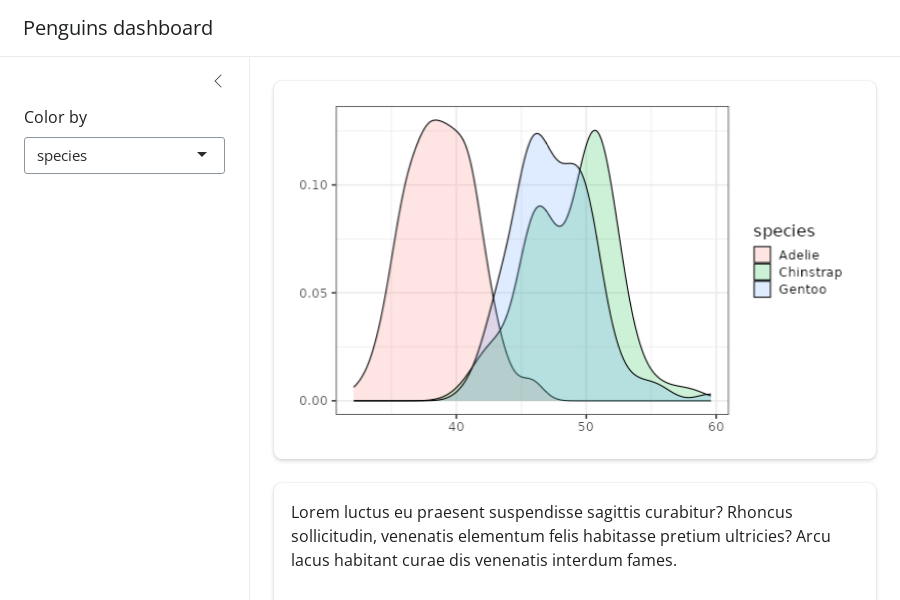 Penguins dashboard
Color by
species
0.10
0.05
0.00
40 50 60
species
Adelie
Chinstrap
Gentoo
Lorem luctus eu praesent suspendisse sagittis curabitur? Rhoncus
sollicitudin, venenatis elementum felis habitasse pretium ultricies? Arcu
lacus habitant curae dis venenatis interdum fames.